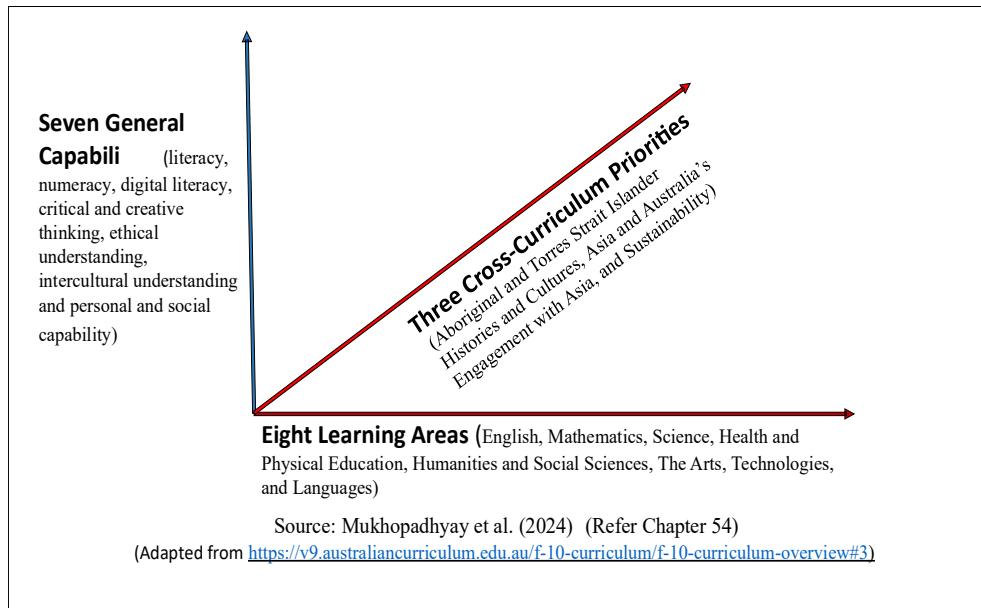 Seven General
Capabili (literacy,
numeracy, digital literacy,
critical and creative
thinking, ethical
understanding,
intercultural understanding
and personal and social
capability)
Three Cross-Curriculum Priorities
(Aboriginal and Torres Strait Islander
Histories and Cultures, Asia and Australia’s
Engagement with Asia, and Sustainability)
Eight Learning Areas (English, Mathematics, Science, Health and
Physical Education, Humanities and Social Sciences, The Arts, Technologies,
and Languages)
Source: Mukhopadhyay et al. (2024) (Refer Chapter 54)
(Adapted from https://v9.australiancurriculum.edu.au/f-10-curriculum/f-10-curriculum-overview#3)